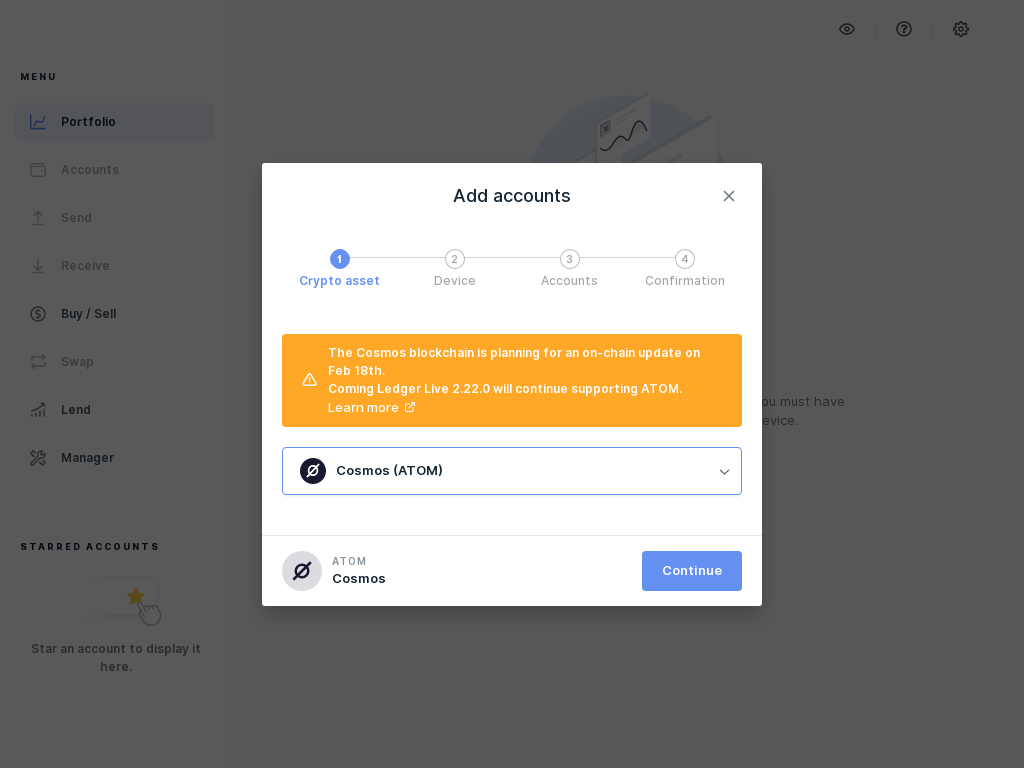 MENU
Portfolio
Accounts
Send
Receive
Buy / Sell
Swap
Lend
Manager
STARRED ACCOUNTS
Star an account to display it
here.
ou must have
evice.
Add accounts
1
2
3
4
Crypto asset
Device
Accounts
Confirmation
The Cosmos blockchain is planning for an on-chain update on
Feb 18th.
Coming Ledger Live 2.22.0 will continue supporting ATOM.
Learn more
Cosmos (ATOM)
ATOM
Cosmos
Continue